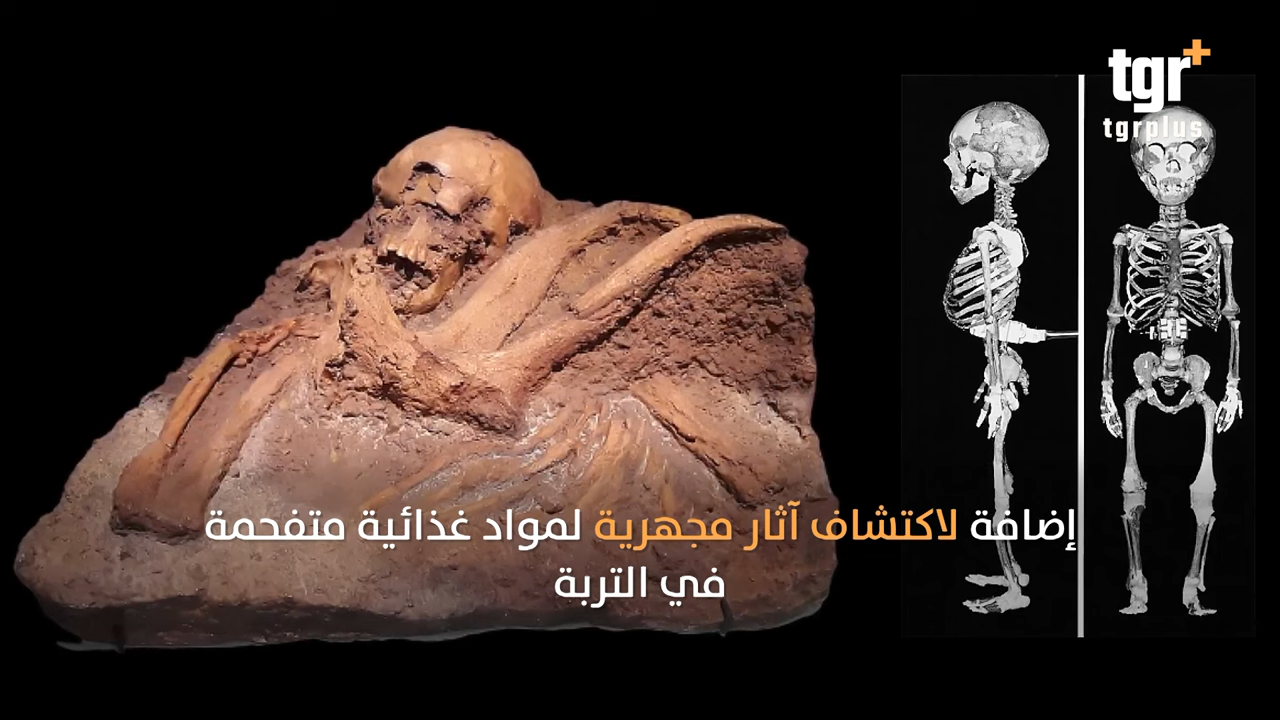 tgr+
tgrplus
إضافة لاكتشاف آثار مجهرية لمواد غذائية متفحمة
في التربة